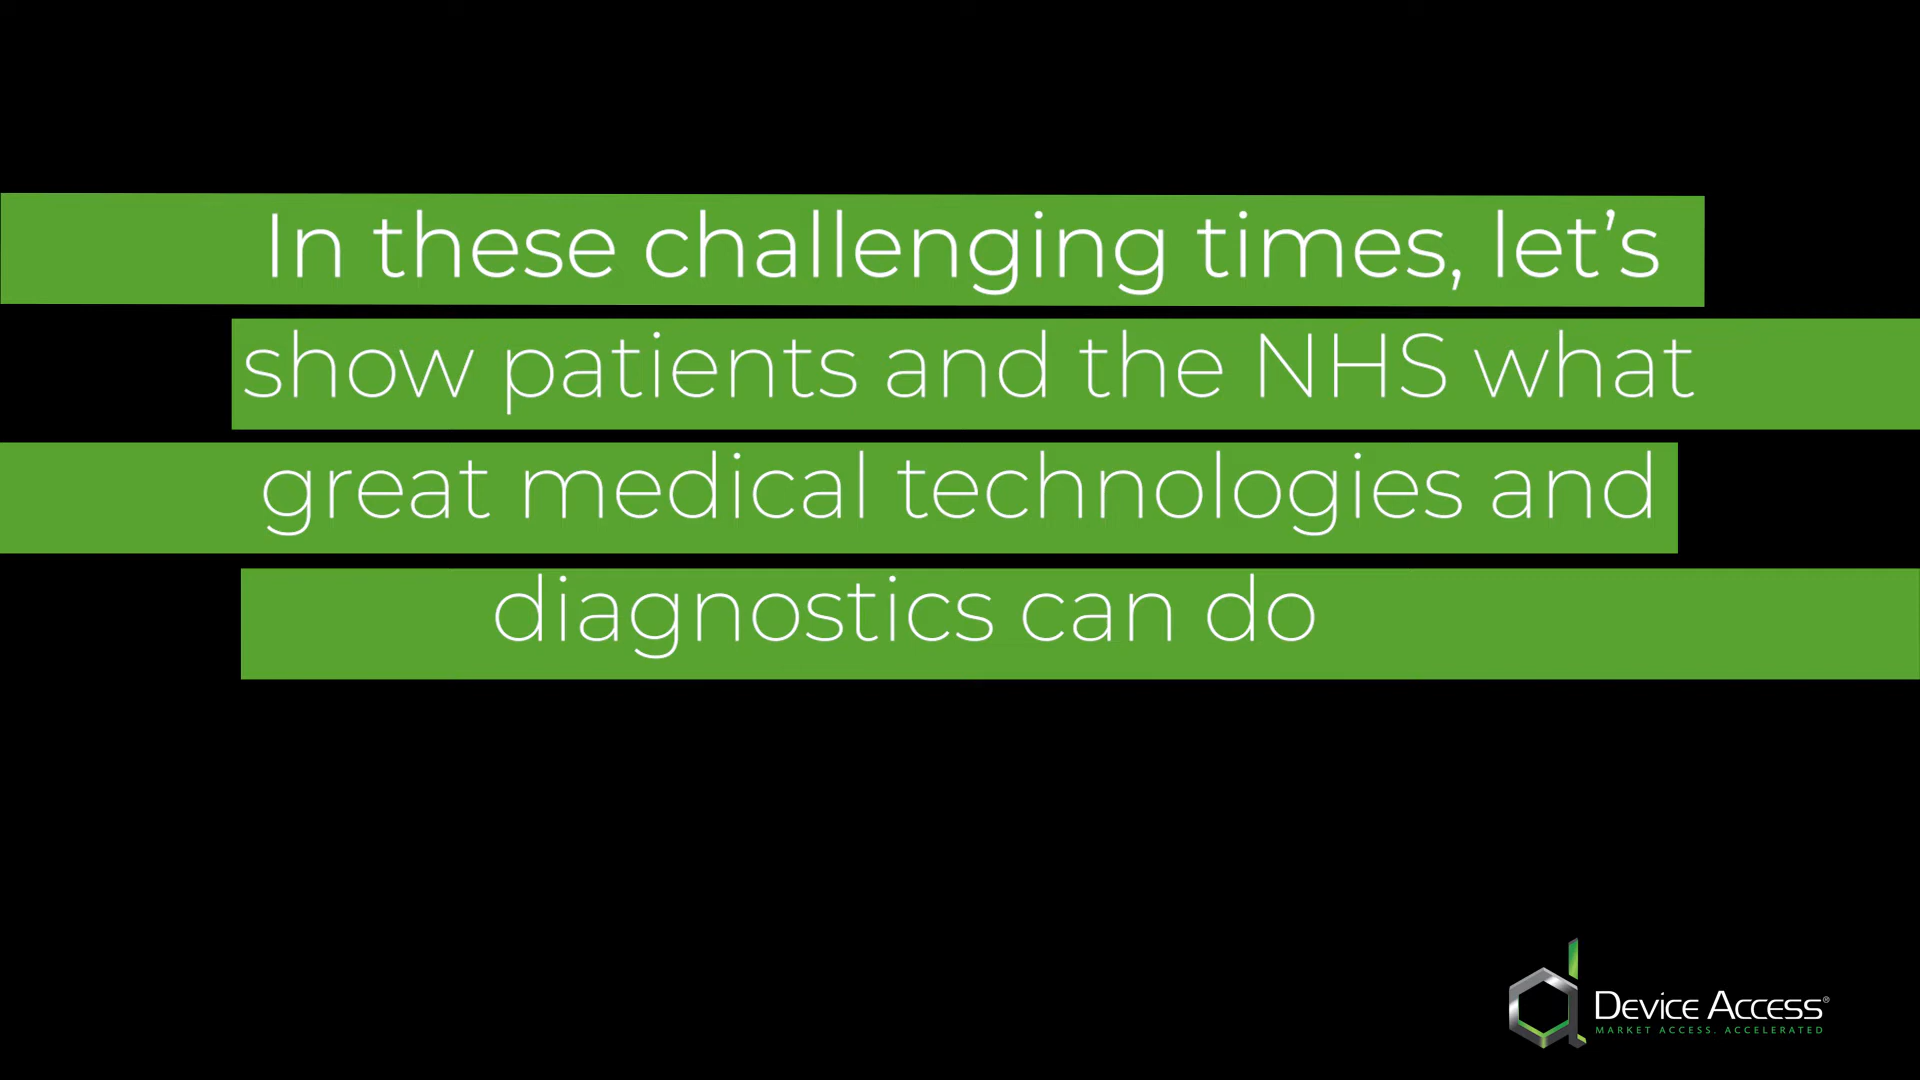 In these challenging times, let’s
show patients and the NHS what
great medical technologies and
diagnostics can do
Device Access®
MARKET ACCESS. ACCELERATED